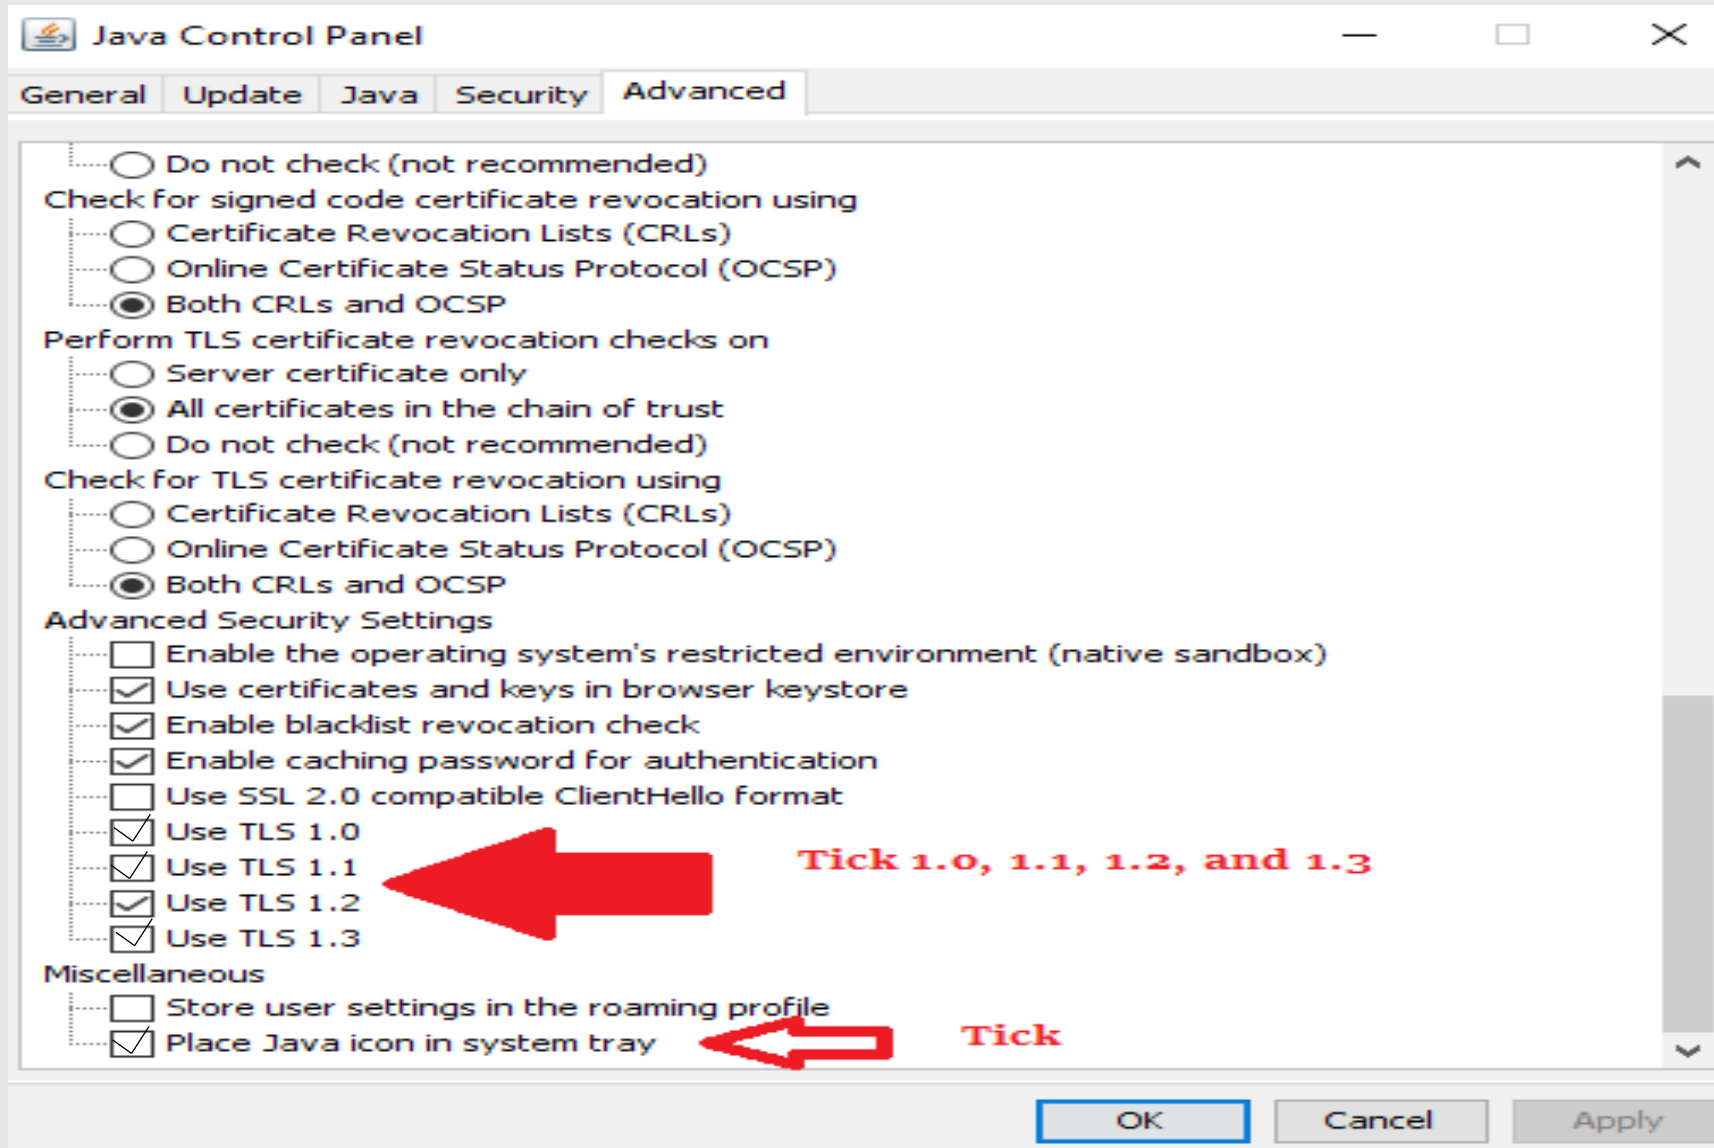 Java Control Panel
General Update Java Security Advanced
Do not check (not recommended)
Check for signed code certificate revocation using
Certificate Revocation Lists (CRLs)
Online Certificate Status Protocol (OCSP)
Both CRLs and OCSP
Perform TLS certificate revocation checks on
Server certificate only
All certificates in the chain of trust
Do not check (not recommended)
Check for TLS certificate revocation using
Certificate Revocation Lists (CRLs)
Online Certificate Status Protocol (OCSP)
Both CRLs and OCSP
Advanced Security Settings
Enable the operating system's restricted environment (native sandbox)
Use certificates and keys in browser keystore
Enable blacklist revocation check
Enable caching password for authentication
Use SSL 2.0 compatible ClientHello format
Use TLS 1.0
Use TLS 1.1
Tick 1.0, 1.1, 1.2, and 1.3
Use TLS 1.2
Use TLS 1.3
Miscellaneous
Store user settings in the roaming profile
Place Java icon in system tray
Tick
OK Cancel Apply